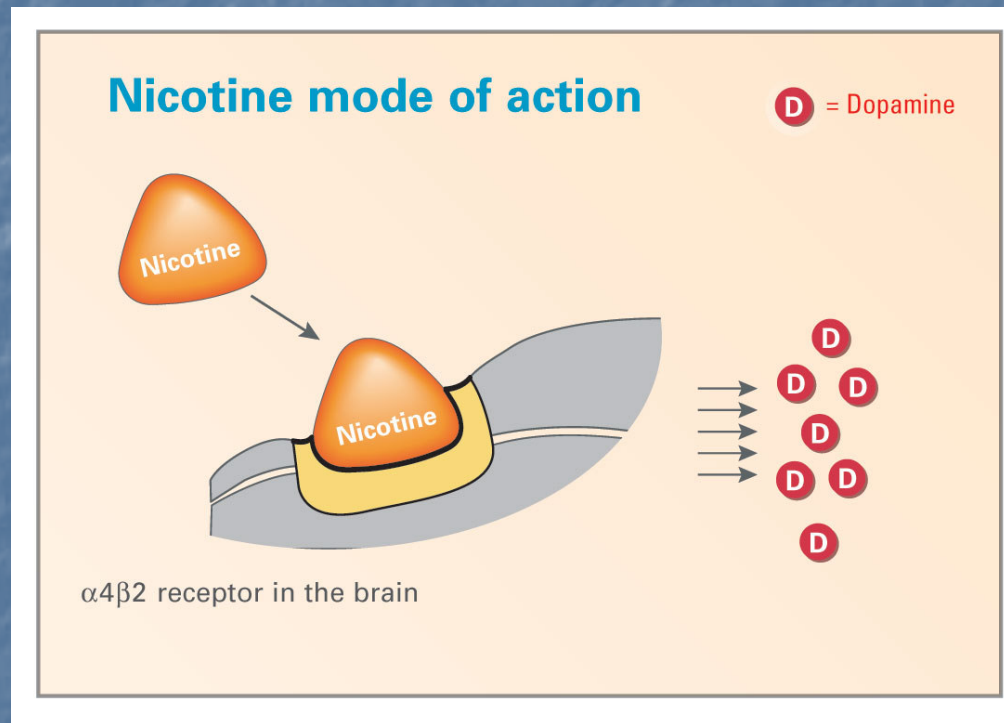 Nicotine mode of action
D = Dopamine
Nicotine
Nicotine
D
D
D
D
D
D
D
α4β2 receptor in the brain